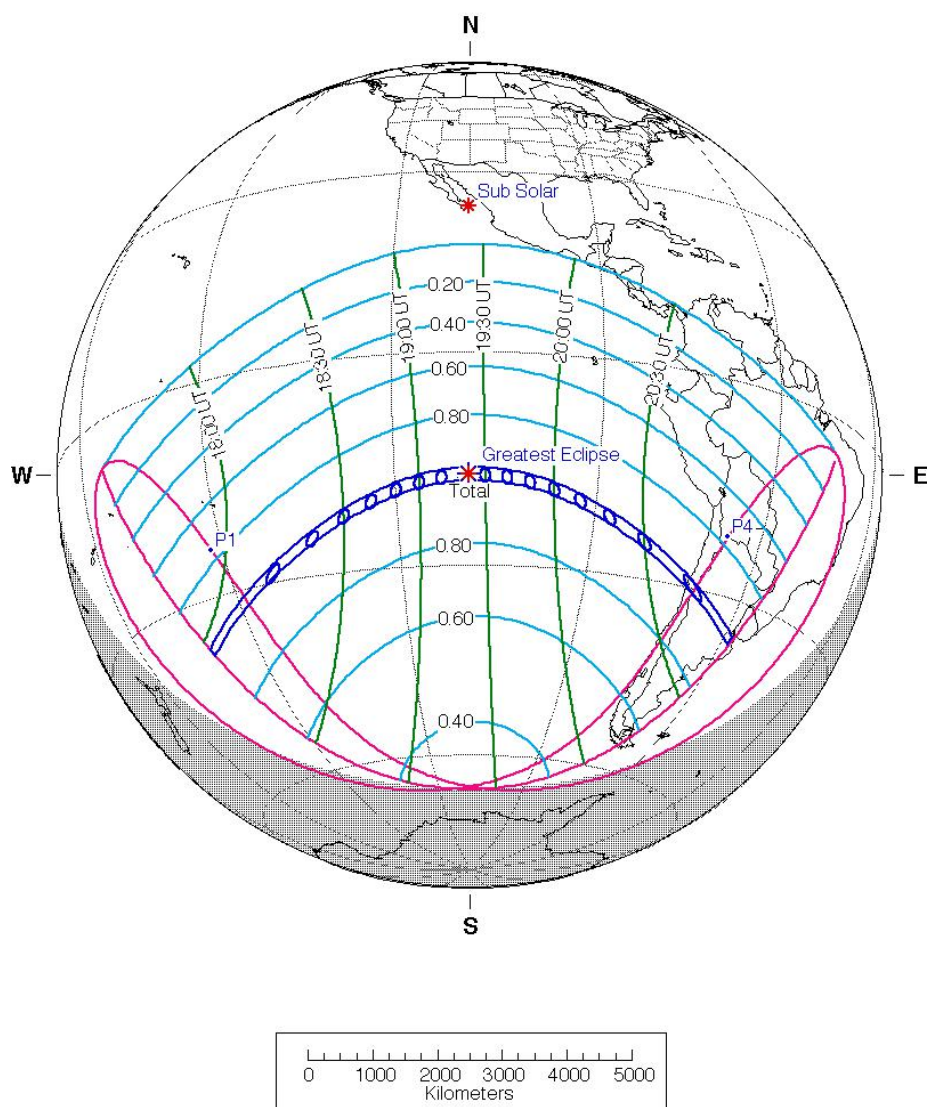 N
Sub Solar
0.20
0.40
0.60
0.80
18:00 UT
18:30 UT
19:00 UT
19:30 UT
20:00 UT
20:30 UT
Greatest Eclipse
W
E
Total
P1
P4
0.80
0.60
0.40
S
0 1000 2000 3000 4000 5000
Kilometers